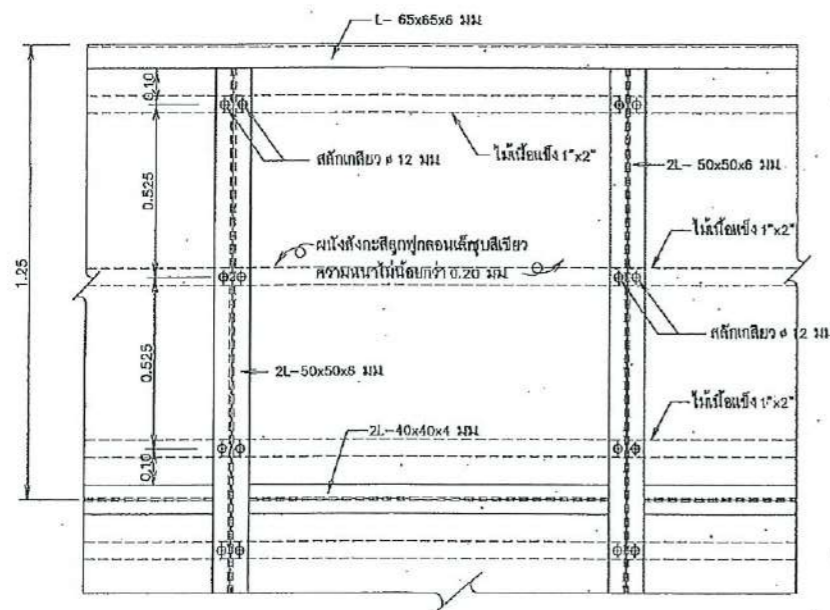 L- 65x65x6 มม
0.10
ไม้เนื้อแข็ง 1"x2"
สลักเกลียว ø 12 มม
2L- 50x50x6 มม
0.525
ผนังสังกะสีลูกฟูกลอนเล็กชุบสีเขียว
ความหนาไม่น้อยกว่า 0.20 มม
ไม้เนื้อแข็ง 1"x2"
1.25
สลักเกลียว ø 12 มม
0.525
2L-50x50x6 มม
ไม้เนื้อแข็ง 1"x2"
2L-40x40x4 มม
0.10